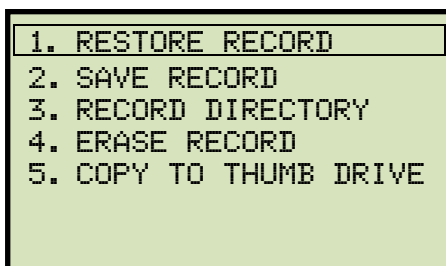 1. RESTORE RECORD
2. SAVE RECORD
3. RECORD DIRECTORY
4. ERASE RECORD
5. COPY TO THUMB DRIVE